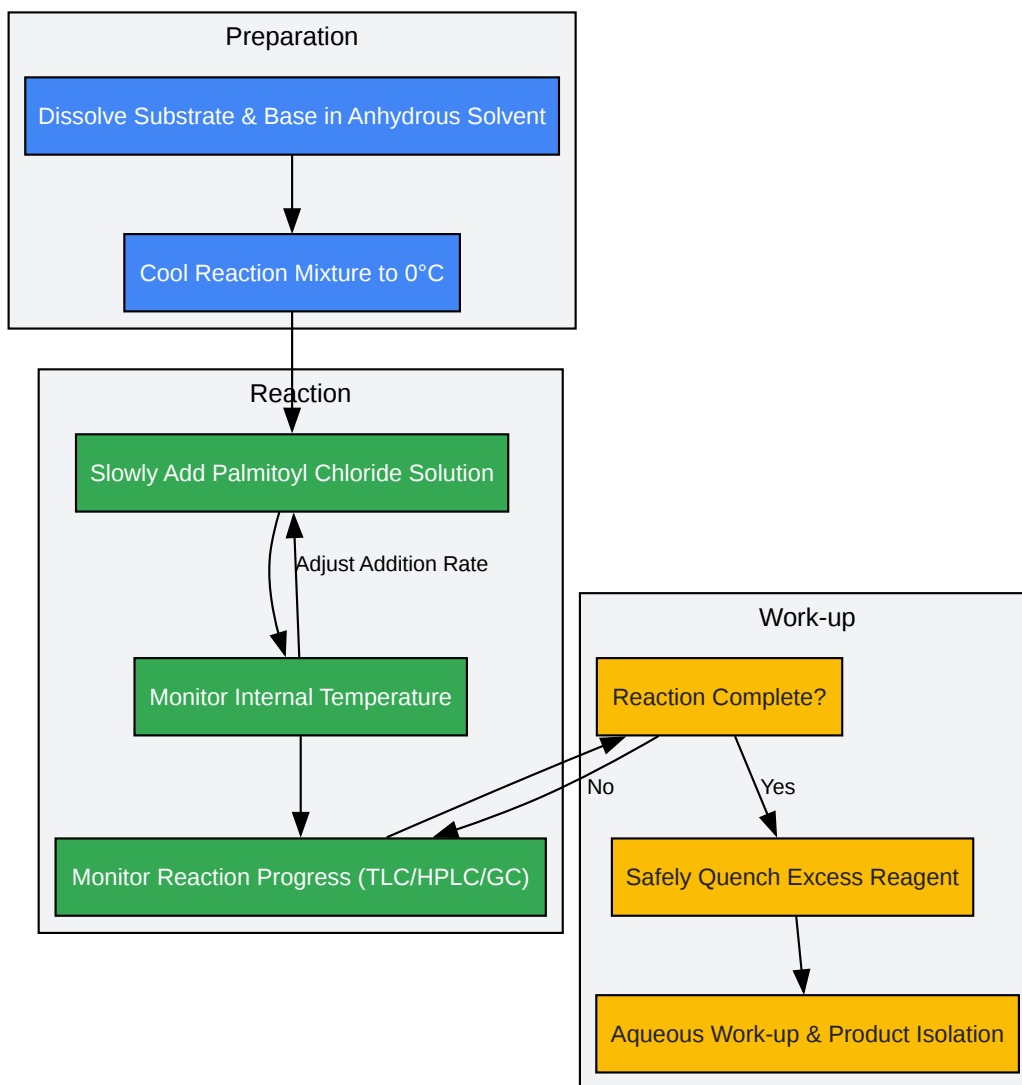 Preparation
Dissolve Substrate & Base in Anhydrous Solvent
Cool Reaction Mixture to 0°C
Reaction
Slowly Add Palmitoyl Chloride Solution
Adjust Addition Rate
Monitor Internal Temperature
Monitor Reaction Progress (TLC/HPLC/GC)
Work-up
Reaction Complete?
No
Yes
Safely Quench Excess Reagent
Aqueous Work-up & Product Isolation